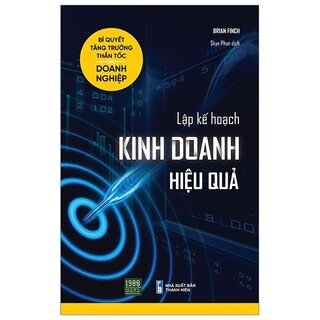 BÍ QUYẾT
TĂNG TRƯỞNG
THẦN TỐC
DOANH
NGHIỆP
BRIAN FINCH
Skye Phan dịch
Lập kế hoạch
KINH DOANH
HIỆU QUẢ
1980
BOOKS
NHÀ XUẤT BẢN
THANH NIÊN